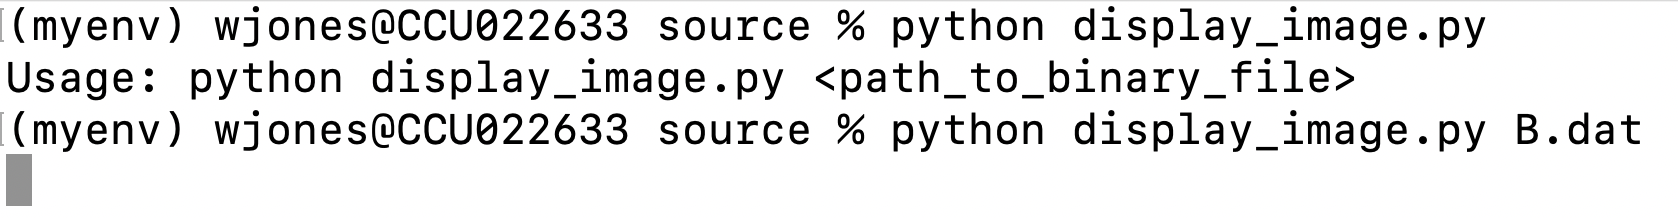 (myenv) wjones@CCU022633 source % python display_image.py
Usage: python display_image.py <path_to_binary_file>
(myenv) wjones@CCU022633 source % python display_image.py B.dat